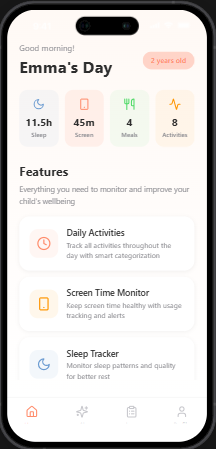 Good morning!
Emma's Day
2 years old
11.5h
45m
4
8
Sleep
Screen
Meals
Activities
Features
Everything you need to monitor and improve your
child's wellbeing
Daily Activities
Track all activities throughout the
day with smart categorization
Screen Time Monitor
Keep screen time healthy with usage
tracking and alerts
Sleep Tracker
Monitor sleep patterns and quality
for better rest